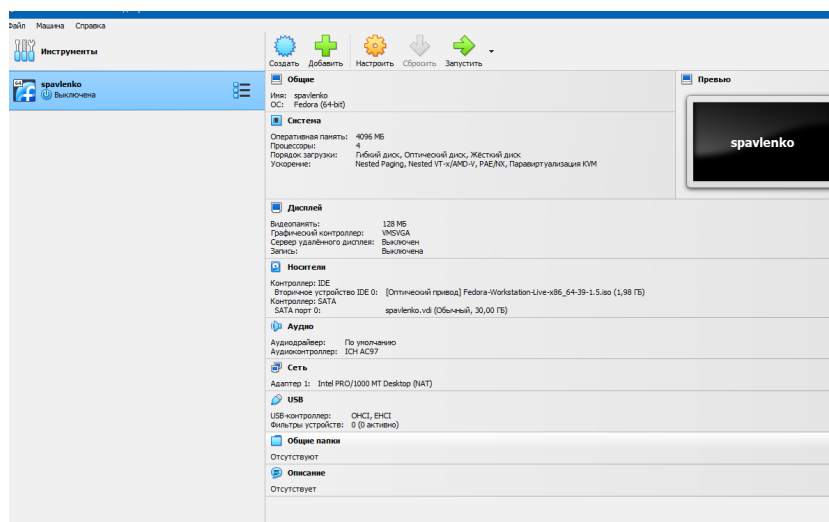 Файл Машина Справка
Инструменты
Создать Добавить Настроить Сбросить Запустить
64
spavlenko
Выключена
Общие
Имя: spavlenko
ОС: Fedora (64-bit)
Система
Оперативная память: 4096 МБ
Процессоры: 4
Порядок загрузки: Гибкий диск, Оптический диск, Жёсткий диск
Ускорение: Nested Paging, Nested VT-x/AMD-V, PAE/NX, Паравиртуализация KVM
Превью
spavlenko
Дисплей
Видеопамять: 128 МБ
Графический контроллер: VMSVGA
Сервер удалённого дисплея: Выключен
Запись: Выключена
Носители
Контроллер: IDE
Вторичное устройство IDE 0: [Оптический привод] Fedora-Workstation-Live-x86_64-39-1.5.iso (1,98 ГБ)
Контроллер: SATA
SATA порт 0: spavlenko.vdi (Обычный, 30,00 ГБ)
Аудио
Аудиодрайвер: По умолчанию
Аудиоконтроллер: ICH AC97
Сеть
Адаптер 1: Intel PRO/1000 MT Desktop (NAT)
USB
USB-контроллер: OHCI, EHCI
Фильтры устройств: 0 (0 активно)
Общие папки
Отсутствуют
Описание
Отсутствует